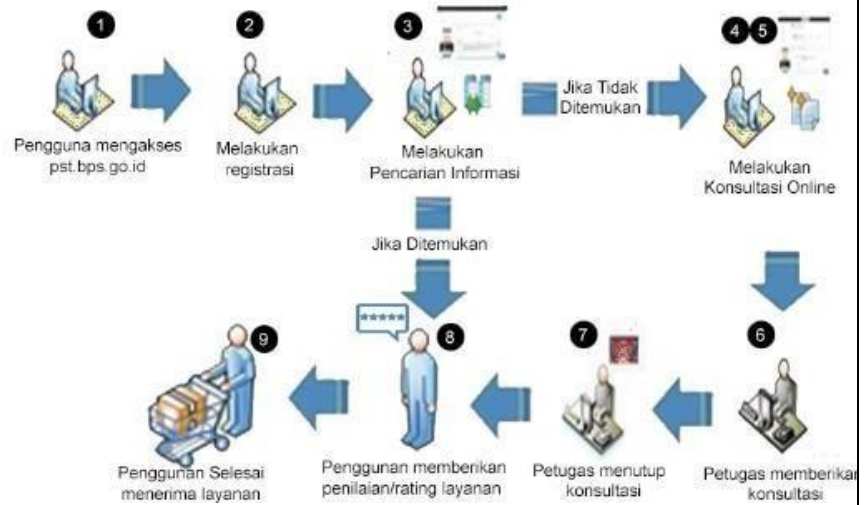 1
2
3
4 5
Pengguna mengakses
pst.bps.go.id
Melakukan
registrasi
Melakukan
Pencarian Informasi
Jika Tidak
Ditemukan
Melakukan
Konsultasi Online
Jika Ditemukan
*****
9
8
7
6
Penggunan Selesai
menerima layanan
Penggunan memberikan
penilaian/rating layanan
Petugas menutup
konsultasi
Petugas memberikan
konsultasi